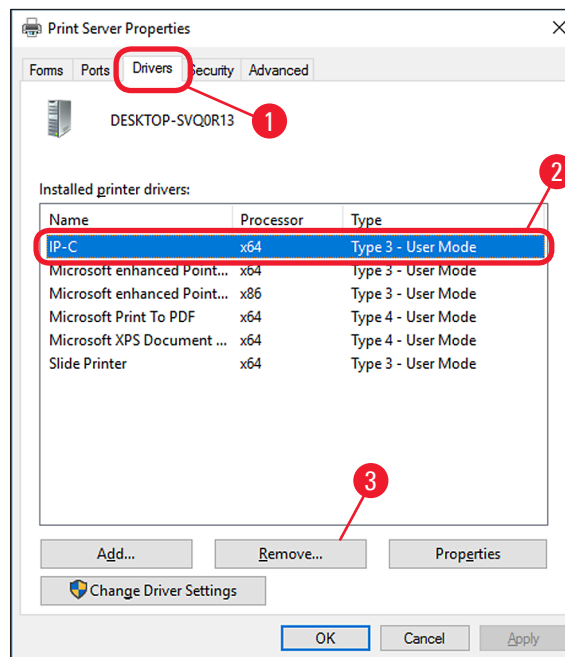 Print Server Properties
Forms Ports Drivers Security Advanced
1
DESKTOP-SVQ0R13
2
Installed printer drivers:
Name Processor Type
IP-C x64 Type 3 - User Mode
Microsoft enhanced Point... x64 Type 3 - User Mode
Microsoft enhanced Point... x86 Type 3 - User Mode
Microsoft Print To PDF x64 Type 4 - User Mode
Microsoft XPS Document ... x64 Type 4 - User Mode
Slide Printer x64 Type 3 - User Mode
3
Add... Remove... Properties
Change Driver Settings
OK Cancel Apply